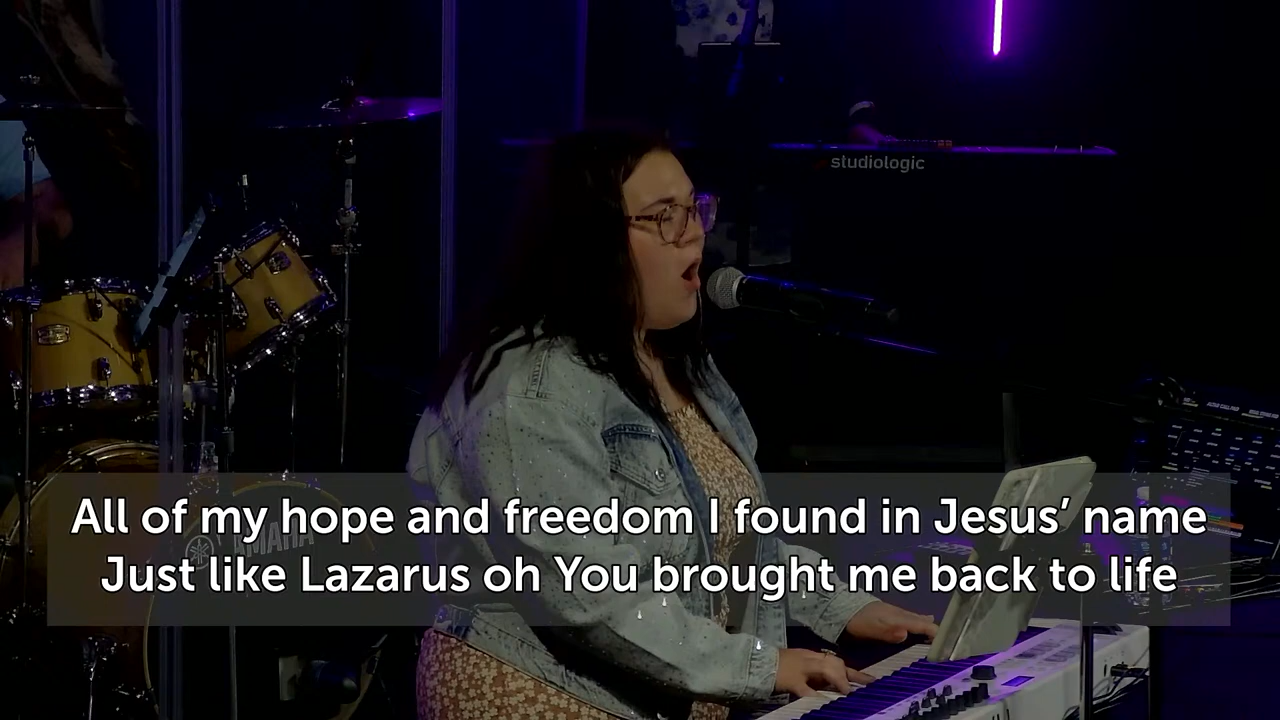 studiologic
All of my hope and freedom I found in Jesus' name
Just like Lazarus oh You brought me back to life
YAMAHA